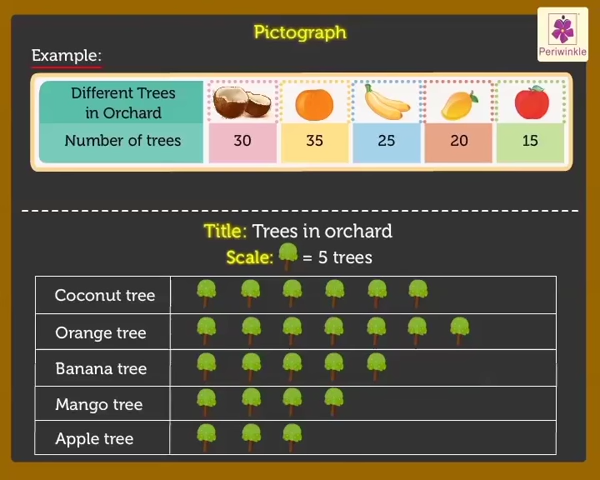 Pictograph
Periwinkle
Example:
Different Trees
in Orchard
Number of trees 30 35 25 20 15
Title: Trees in orchard
Scale: = 5 trees
Coconut tree
Orange tree
Banana tree
Mango tree
Apple tree